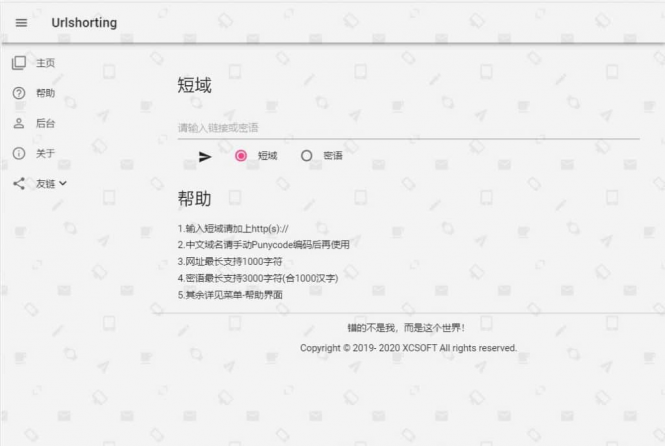 Urlshorting
主页
帮助
后台
关于
友链
短域
请输入链接或密语
短域 密语
帮助
1.输入短域请加上http(s)://
2.中文域名请手动Punycode编码后再使用
3.网址最长支持1000字符
4.密语最长支持3000字符(合1000汉字)
5.其余详见菜单-帮助界面
错的不是我，而是这个世界！
Copyright © 2019- 2020 XCSOFT All rights reserved.